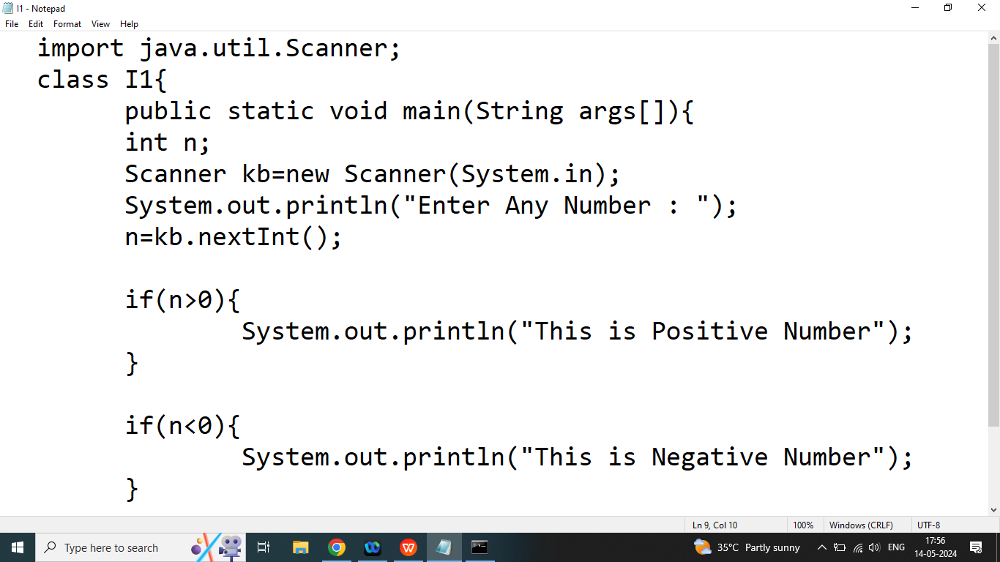 I1 - Notepad
File Edit Format View Help
import java.util.Scanner;
class I1{
public static void main(String args[]){
int n;
Scanner kb=new Scanner(System.in);
System.out.println("Enter Any Number : ");
n=kb.nextInt();
if(n>0){
System.out.println("This is Positive Number");
}
if(n<0){
System.out.println("This is Negative Number");
}
Ln 9, Col 10 100% Windows (CRLF) UTF-8
Type here to search 35°C Partly sunny ENG 17:56
14-05-2024